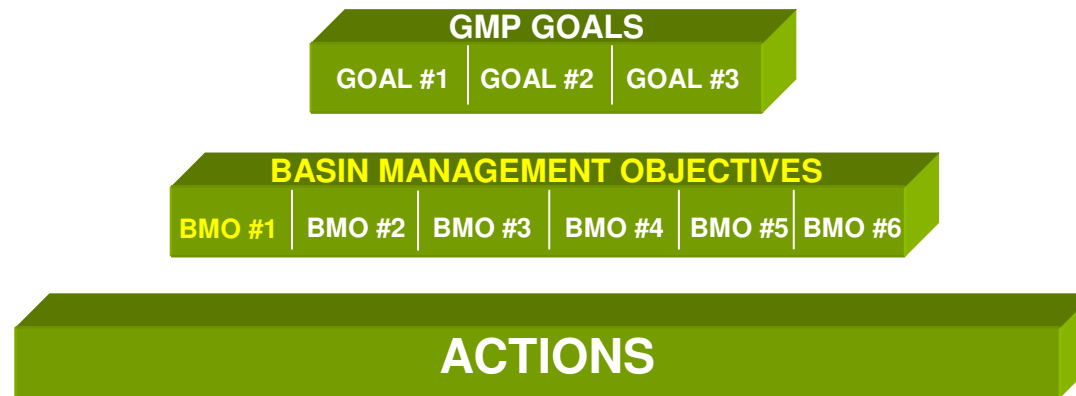 GMP GOALS
GOAL #1 GOAL #2 GOAL #3
BASIN MANAGEMENT OBJECTIVES
BMO #1 BMO #2 BMO #3 BMO #4 BMO #5 BMO #6
ACTIONS